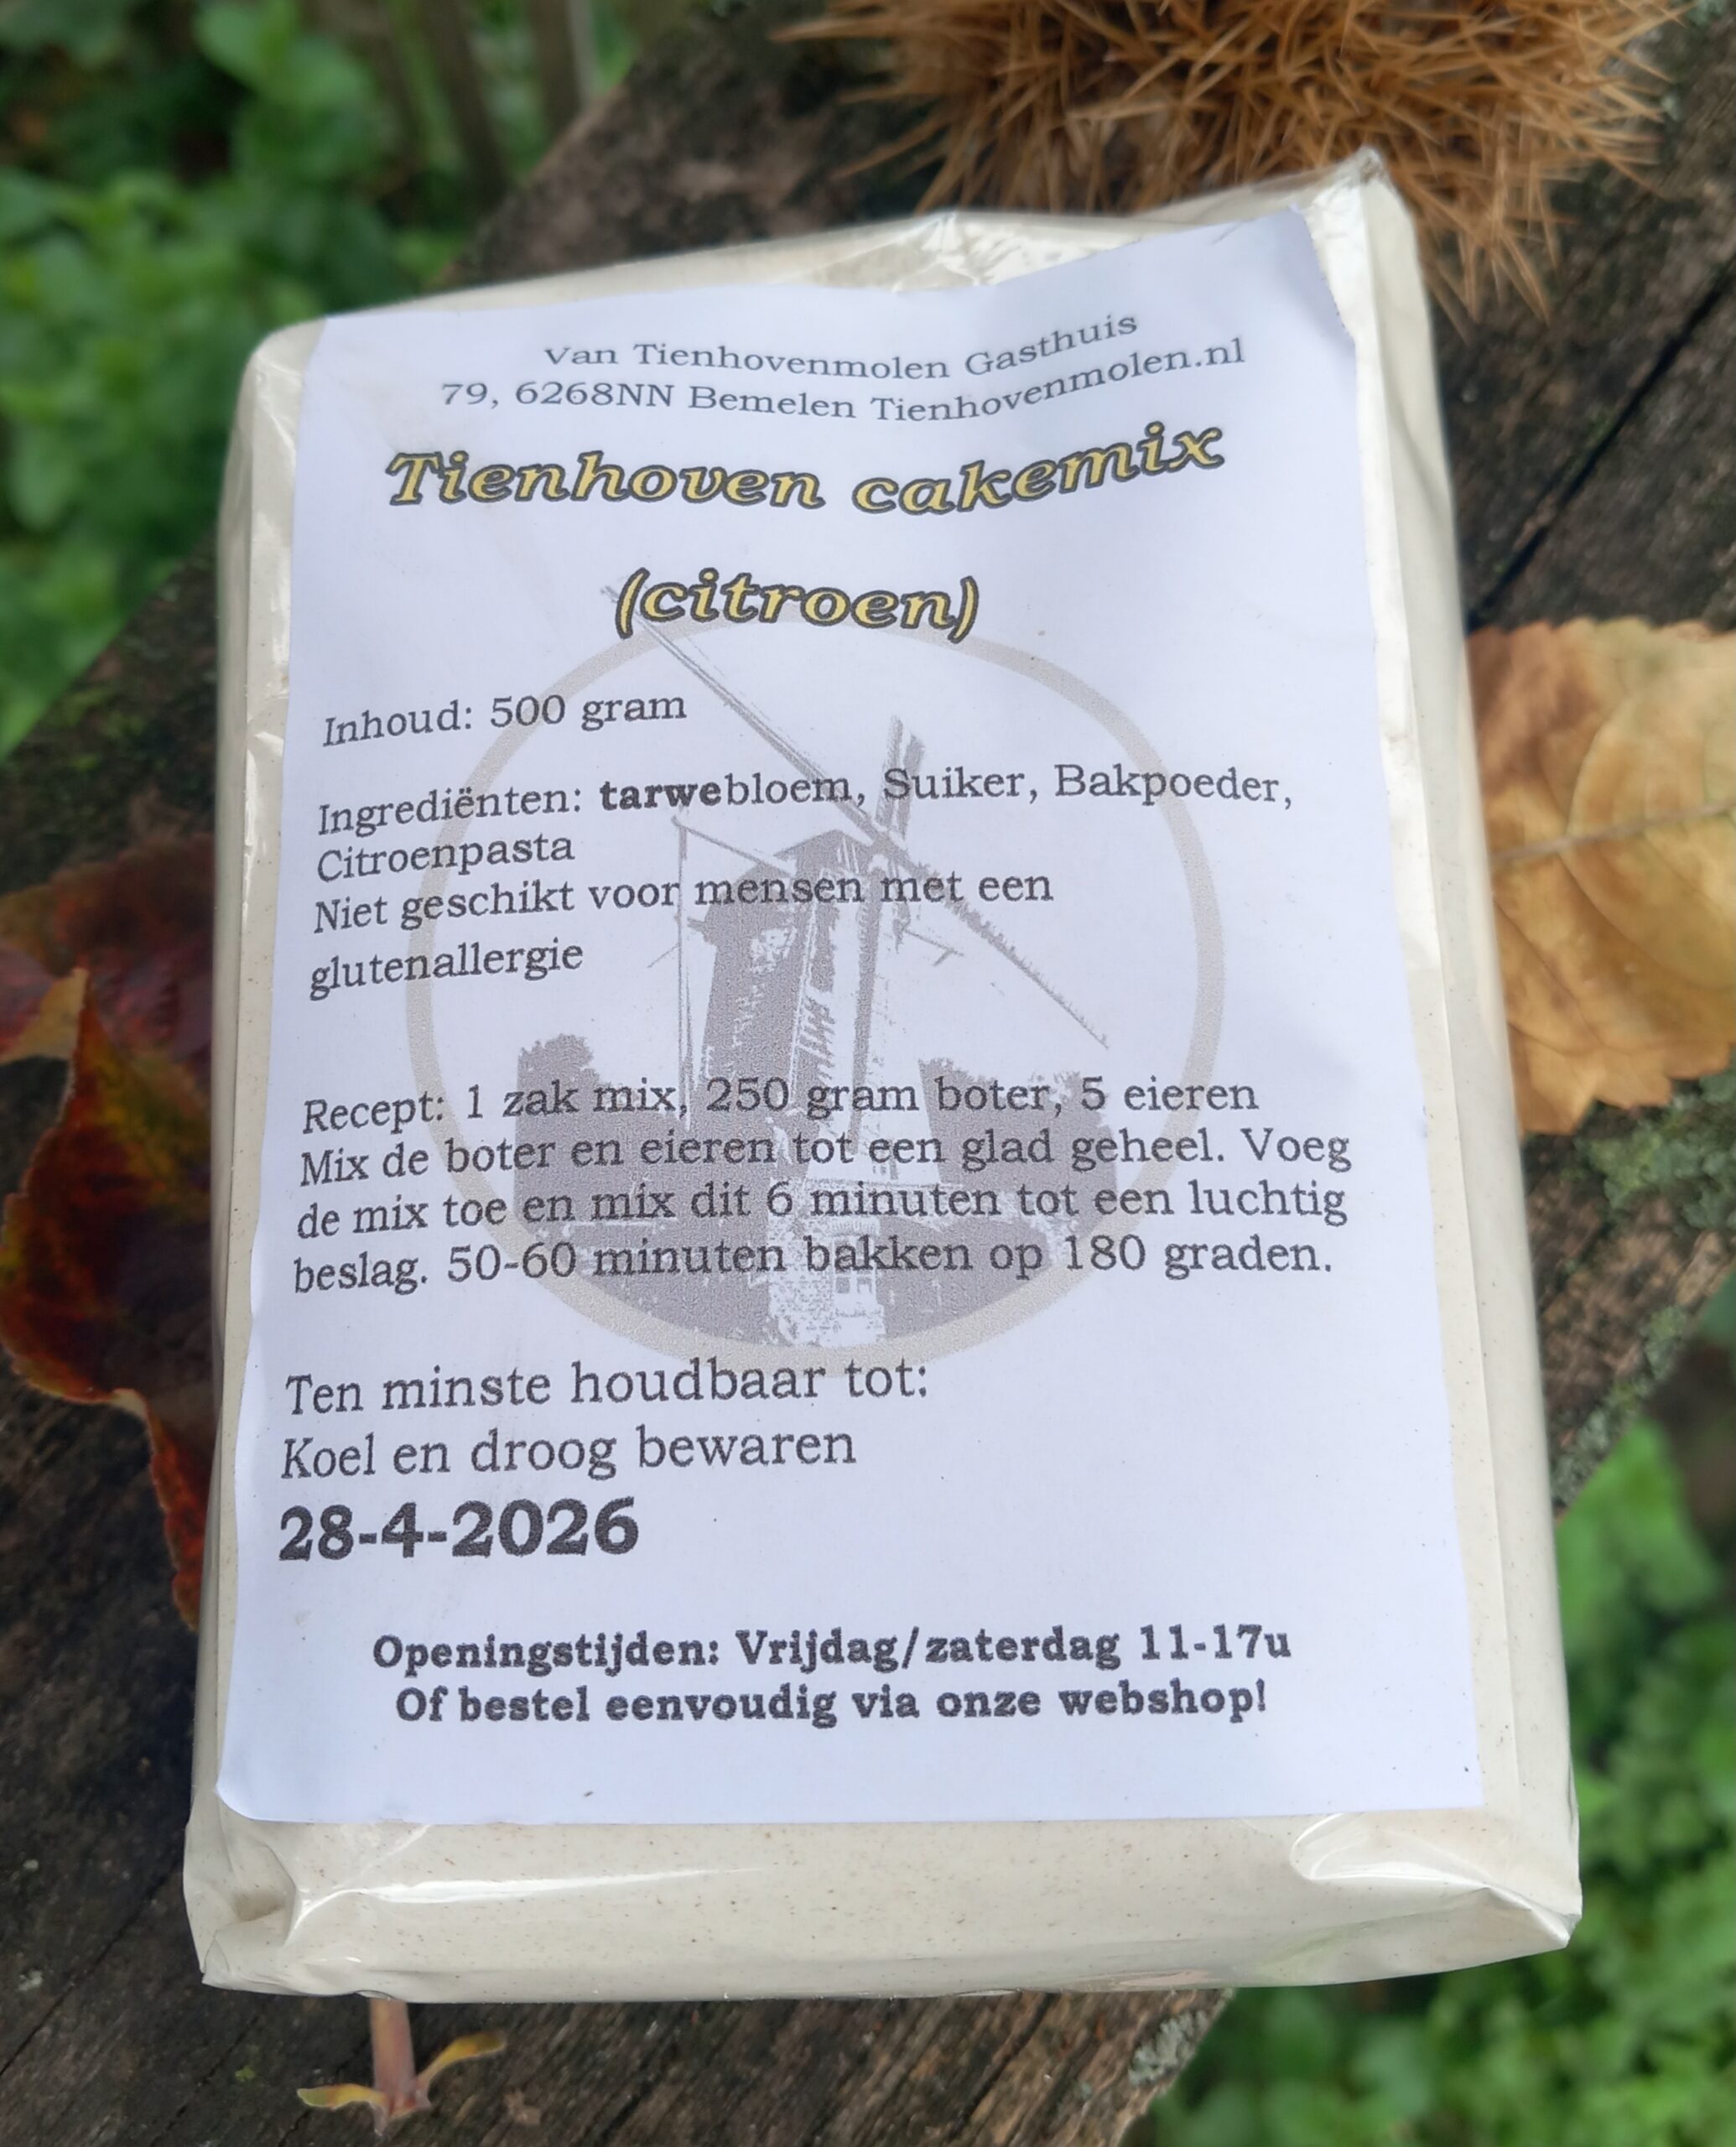 van Tienhovenmolen Gasthuis
79, 6268NN Bemelen Tienhovenmolen.nl
Tienhoven cakemix
(citroen)
Inhoud: 500 gram
Ingrediënten: tarwebloem, Suiker, Bakpoeder,
Citroenpasta
Niet geschikt voor mensen met een
glutenallergie
Recept: 1 zak mix, 250 gram boter, 5 eieren
Mix de boter en eieren tot een glad geheel. Voeg
de mix toe en mix dit 6 minuten tot een luchtig
beslag. 50-60 minuten bakken op 180 graden.
Ten minste houdbaar tot:
Koel en droog bewaren
28-4-2026
Openingstijden: Vrijdag/zaterdag 11-17u
Of bestel eenvoudig via onze webshop!